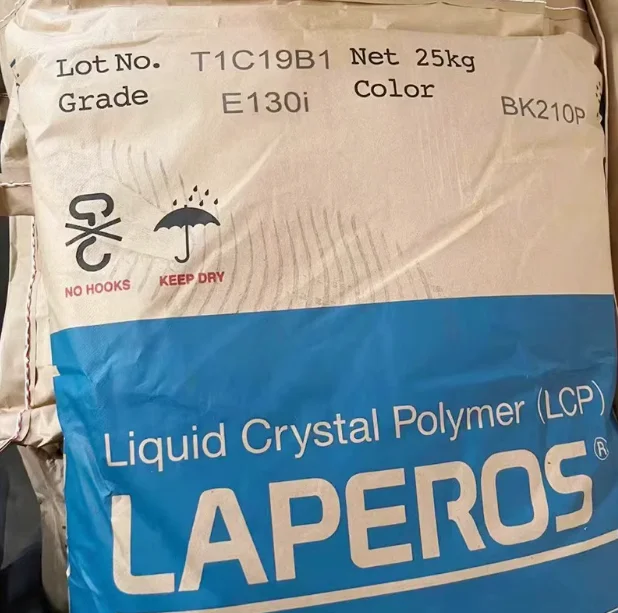 Lot No. T1C19B1 Net 25kg
Grade E130i Color BK210P
NO HOOKS KEEP DRY
Liquid Crystal Polymer (LCP)
LAPEROS®